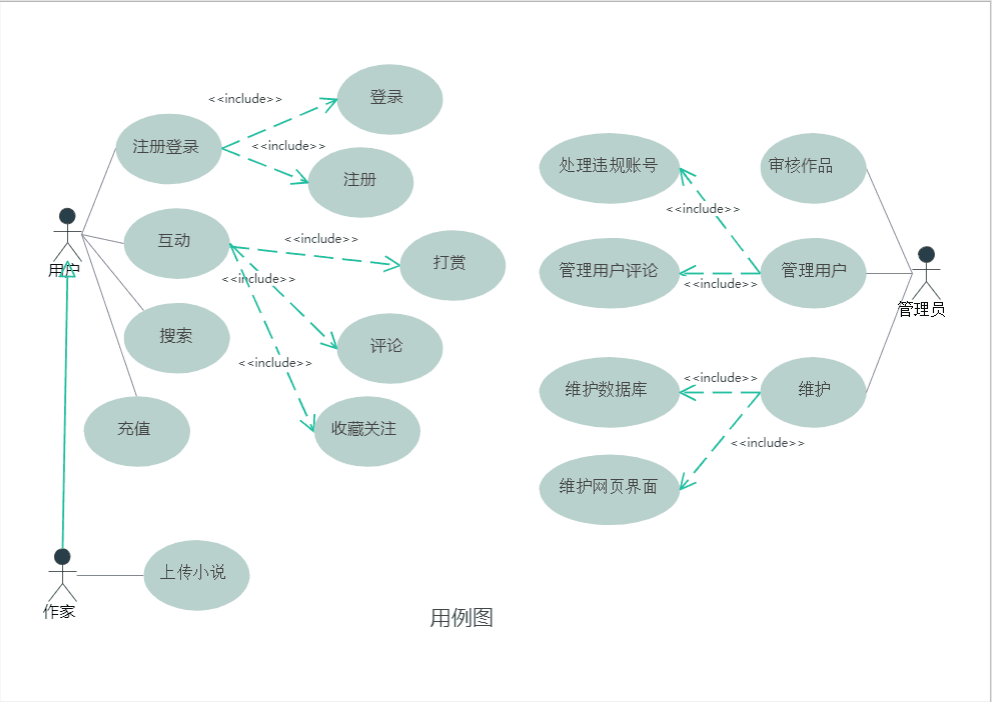 <<include>>
登录
注册登录
<<include>>
注册
用户
互动
<<include>>
打赏
<<include>>
搜索
评论
<<include>>
充值
收藏关注
作家
上传小说
处理违规账号
审核作品
<<include>>
管理用户评论
管理用户
<<include>>
管理员
维护数据库
<<include>>
维护
<<include>>
维护网页界面
用例图